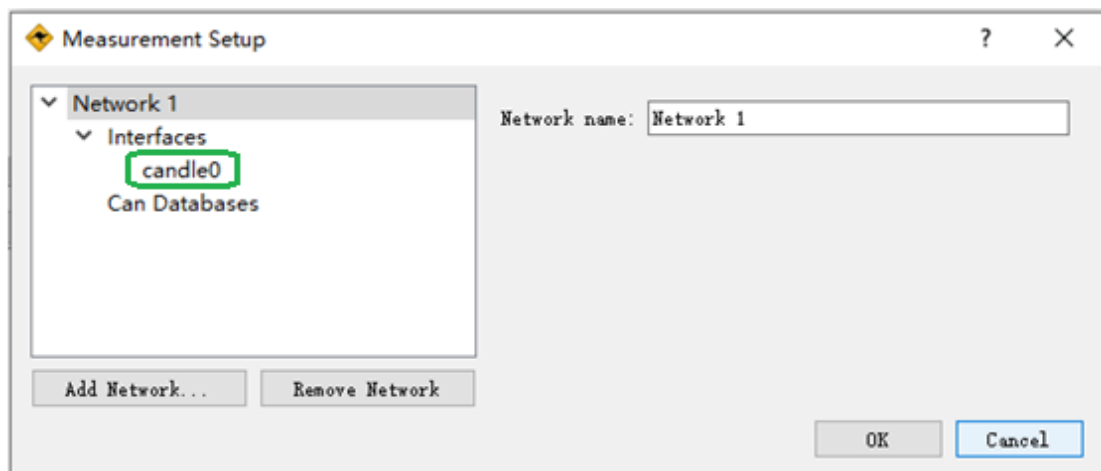 Measurement Setup
?
Network 1
Interfaces
candle0
Can Databases
Network name: Network 1
Add Network...
Remove Network
OK
Cancel